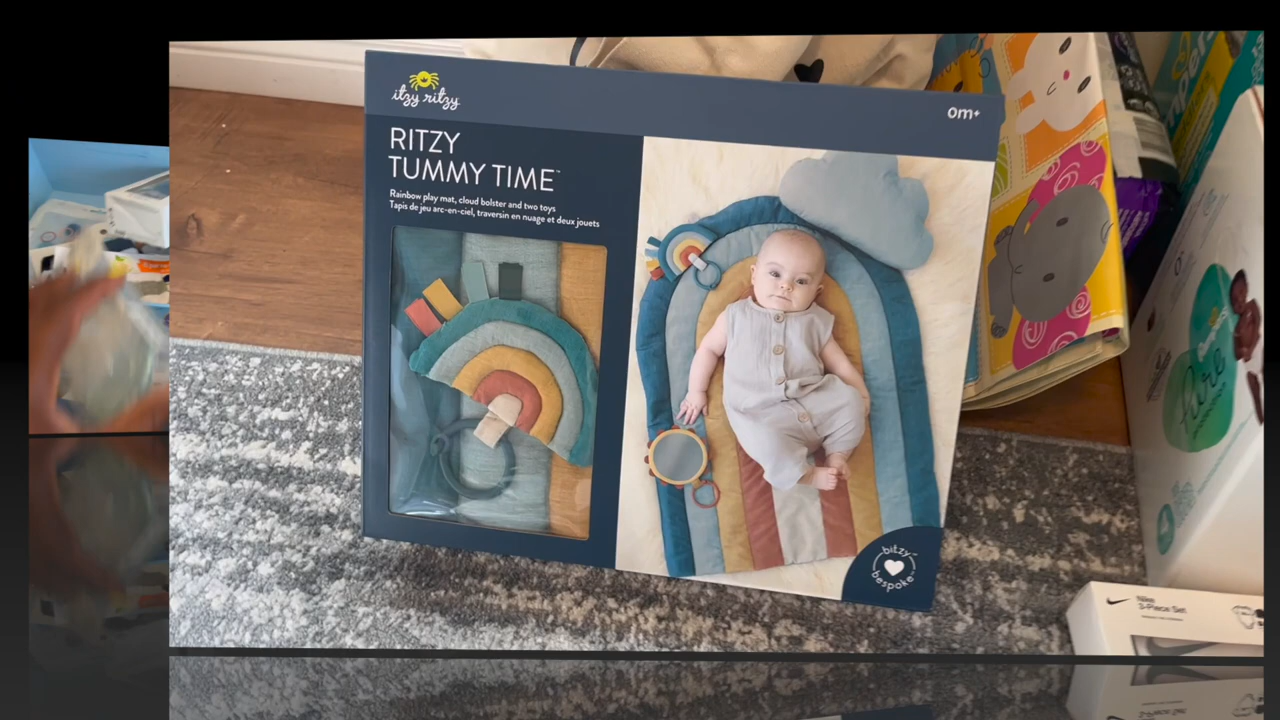 itzy ritzy
0m+
RITZY
TUMMY TIME
Rainbow play mat, cloud bolster and two toys
Tapis de jeu arc-en-ciel, traversin en nuage et deux jouets
bitzy
bespoke
Pure
Nike
3-Piece Set